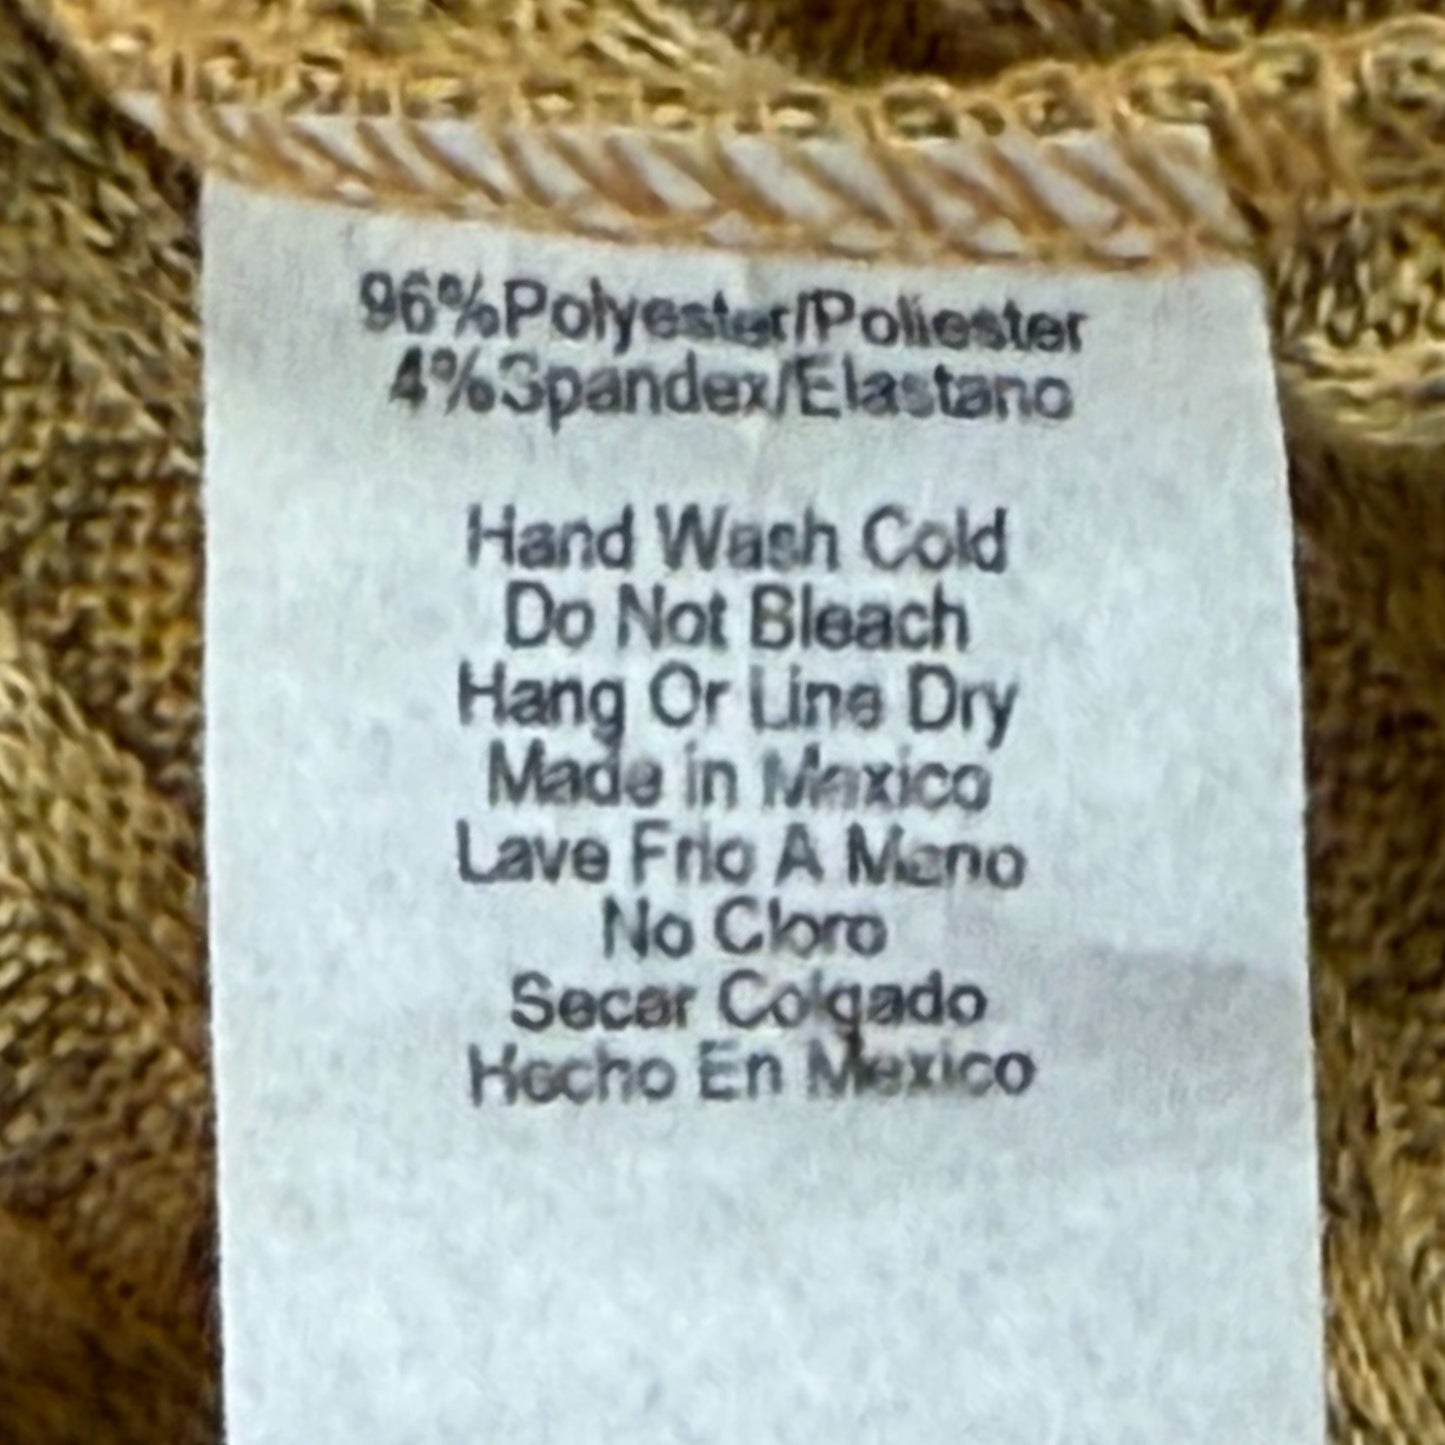 96%Polyester/Poliester
4%Spandex/Elastano
Hand Wash Cold
Do Not Bleach
Hang Or Line Dry
Made in Mexico
Lave Frio A Mano
No Cloro
Secar Colgado
Hecho En Mexico